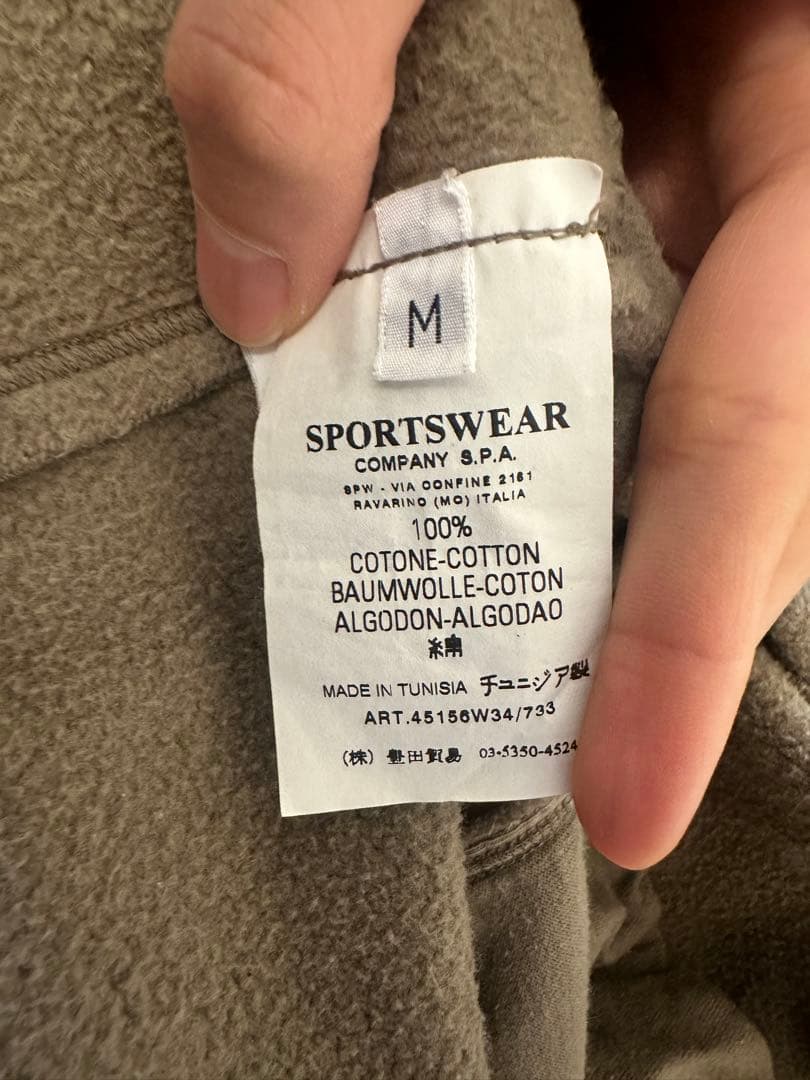 M
SPORTSWEAR
COMPANY S.P.A.
SPW - VIA CONFINE 2161
RAVARINO (MO) ITALIA
100%
COTONE-COTTON
BAUMWOLLE-COTON
ALGODON-ALGODAO
綿
MADE IN TUNISIA チュニジア製
ART.45156W34/733
(株) 豊田貿易 03-5350-4524